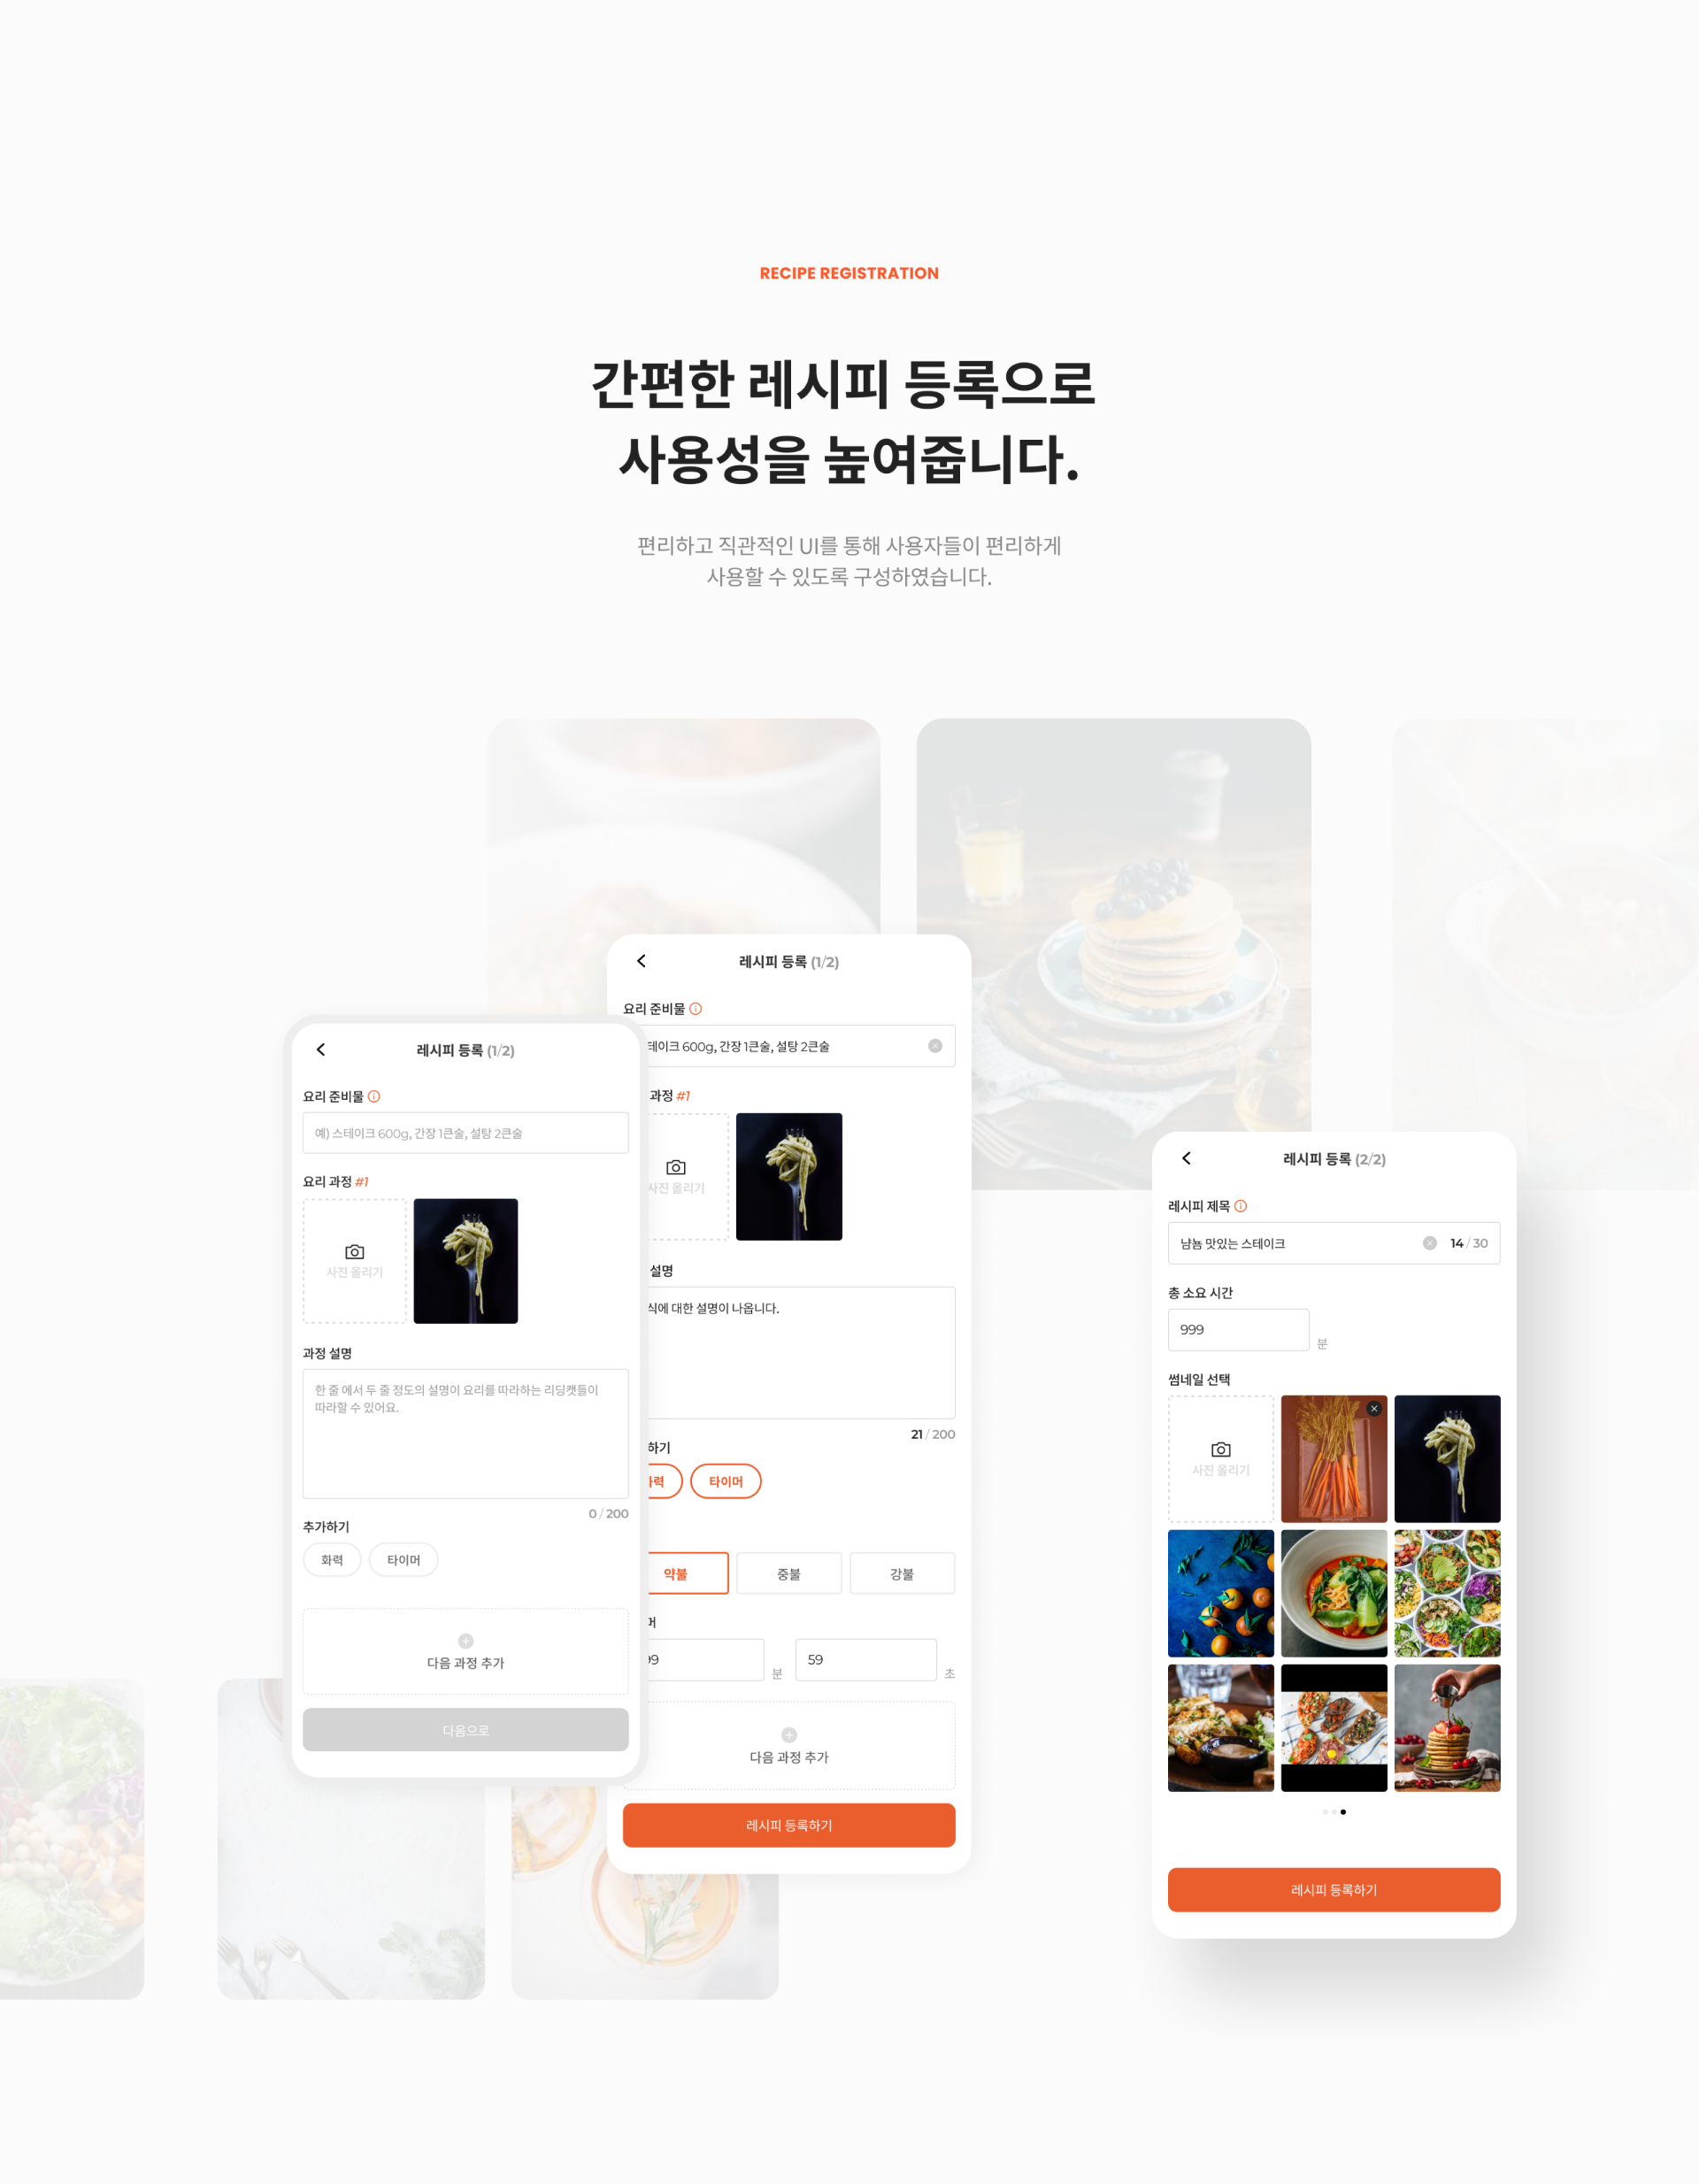 RECIPE REGISTRATION
간편한 레시피 등록으로
사용성을 높여줍니다.
편리하고 직관적인 UI를 통해 사용자들이 편리하게
사용할 수 있도록 구성하였습니다.
레시피 등록 (1/2)
요리 준비물
예) 스테이크 600g, 간장 1큰술, 설탕 2큰술
요리 과정 #1
사진 올리기
과정 설명
한 줄 에서 두 줄 정도의 설명이 요리를 따라하는 리딩캣들이
따라할 수 있어요.
0 / 200
추가하기
화력
타이머
다음 과정 추가
다음으로
레시피 등록 (1/2)
요리 준비물
테이크 600g, 간장 1큰술, 설탕 2큰술
과정 #1
사진 올리기
설명
식에 대한 설명이 나옵니다.
21 / 200
하기
력
타이머
약불
중불
강불
머
9
분
59
초
다음 과정 추가
레시피 등록하기
레시피 등록 (2/2)
레시피 제목
냠뇸 맛있는 스테이크
14 / 30
총 소요 시간
999
분
썸네일 선택
사진 올리기
레시피 등록하기